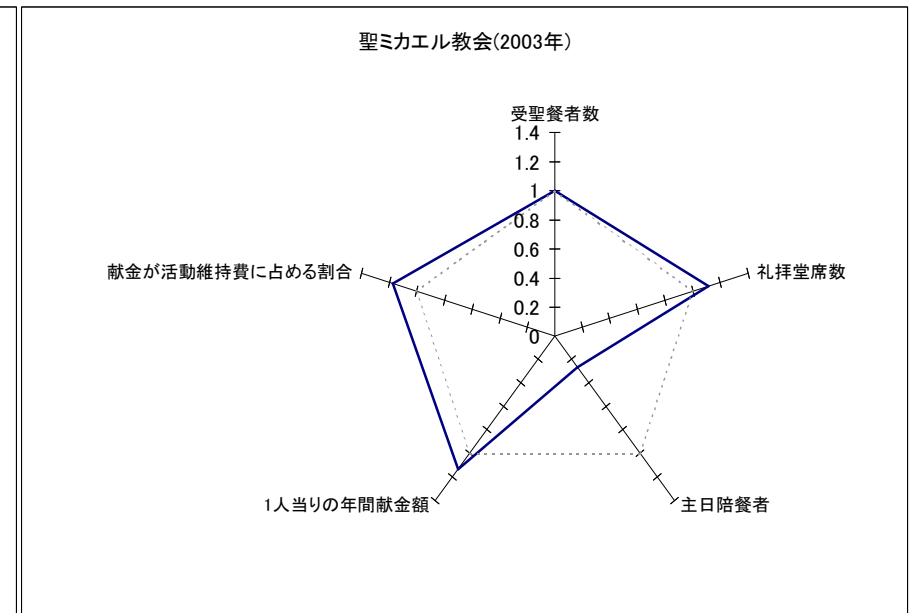 聖ミカエル教会(2003年)
受聖餐者数
1.4
1.2
1
0.8
0.6
0.4
0.2
0
礼拝堂席数
献金が活動維持費に占める割合
1人当りの年間献金額
主日陪餐者